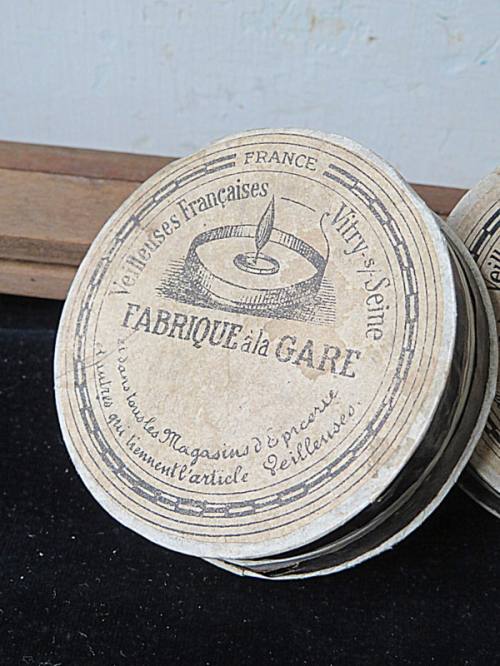 FRANCE
Veilleuses Françaises
Vitry-s/-Seine
FABRIQUE à la GARE
et dans tous les Magasins d'Epicerie
et autres qui tiennent l'article Veilleuses.